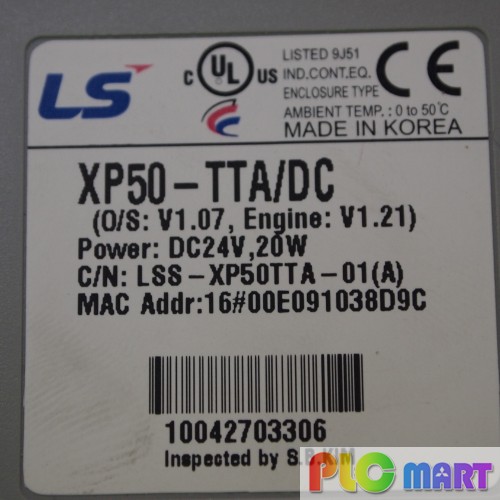 LS
c UL US
LISTED 9J51
IND.CONT.EQ.
ENCLOSURE TYPE
CE
AMBIENT TEMP. : 0 to 50℃
MADE IN KOREA
XP50-TTA/DC
(O/S: V1.07, Engine: V1.21)
Power: DC24V,20W
C/N: LSS-XP50TTA-01(A)
MAC Addr:16#00E091038D9C
10042703306
Inspected by S.B.KIM
PLC mart